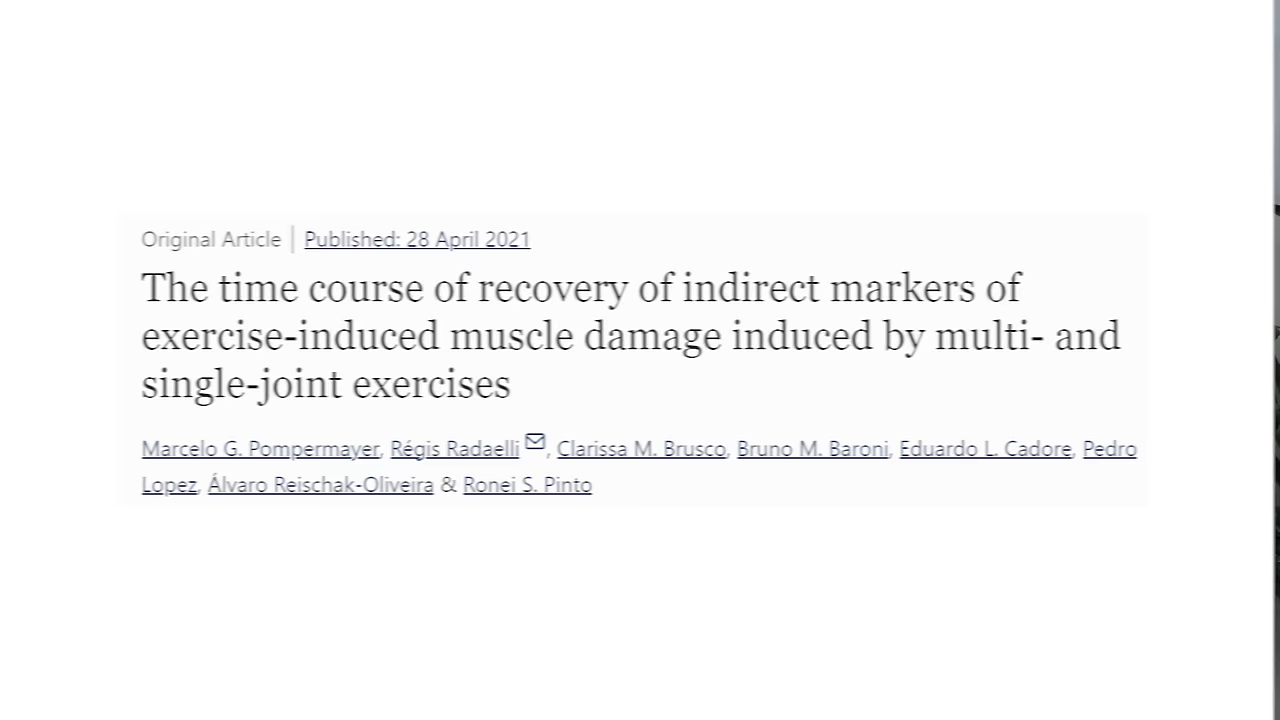 Original Article | Published: 28 April 2021
The time course of recovery of indirect markers of
exercise-induced muscle damage induced by multi- and
single-joint exercises
Marcelo G. Pompermayer, Régis Radaelli, Clarissa M. Brusco, Bruno M. Baroni, Eduardo L. Cadore, Pedro
Lopez, Álvaro Reischak-Oliveira & Ronei S. Pinto